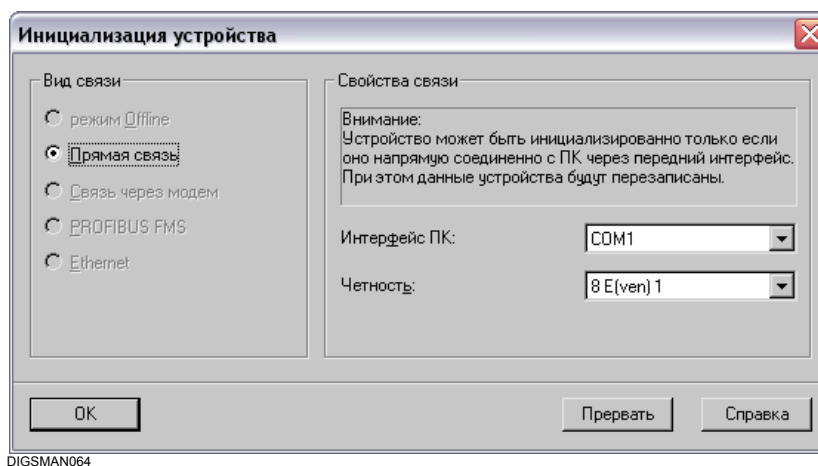 Инициализация устройства
Вид связи
режим Offline
Прямая связь
Связь через модем
PROFIBUS FMS
Ethernet
Свойства связи
Внимание:
Устройство может быть инициализированно только если
оно напрямую соединенно с ПК через передний интерфейс.
При этом данные устройства будут перезаписаны.
Интерфейс ПК:
COM1
Четность:
8 E(ven) 1
OK
Прервать
Справка
DIGSMAN064